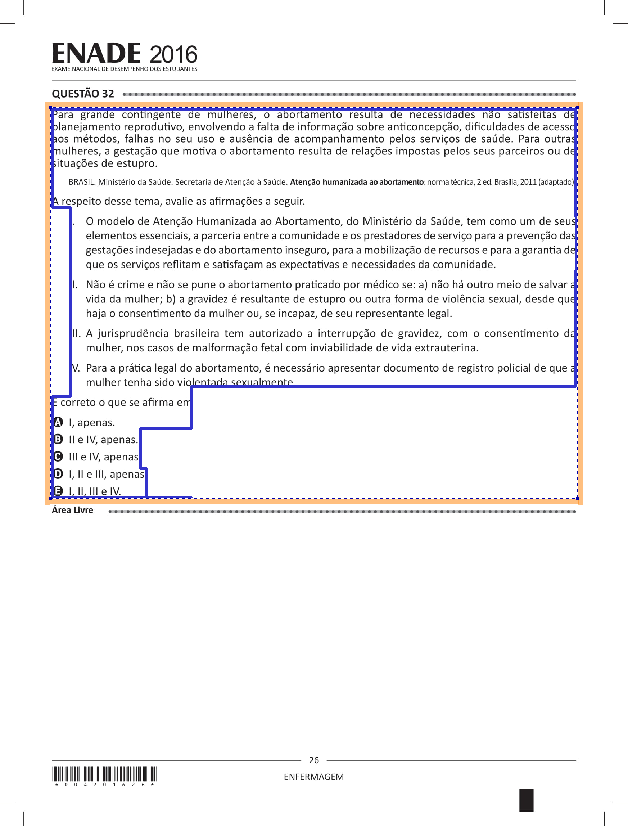 ENADE 2016
EXAME NACIONAL DE DESEMPENHO DOS ESTUDANTES
QUESTÃO 32
Para grande contingente de mulheres, o abortamento resulta de necessidades não satisfeitas de
planejamento reprodutivo, envolvendo a falta de informação sobre anticoncepção, dificuldades de acesso
aos métodos, falhas no seu uso e ausência de acompanhamento pelos serviços de saúde. Para outras
mulheres, a gestação que motiva o abortamento resulta de relações impostas pelos seus parceiros ou de
situações de estupro.
BRASIL. Ministério da Saúde. Secretaria de Atenção à Saúde. Atenção humanizada ao abortamento: norma técnica, 2 ed. Brasília, 2011 (adaptado).
A respeito desse tema, avalie as afirmações a seguir.
I. O modelo de Atenção Humanizada ao Abortamento, do Ministério da Saúde, tem como um de seus
elementos essenciais, a parceria entre a comunidade e os prestadores de serviço para a prevenção das
gestações indesejadas e do abortamento inseguro, para a mobilização de recursos e para a garantia de
que os serviços reflitam e satisfaçam as expectativas e necessidades da comunidade.
II. Não é crime e não se pune o abortamento praticado por médico se: a) não há outro meio de salvar a
vida da mulher; b) a gravidez é resultante de estupro ou outra forma de violência sexual, desde que
haja o consentimento da mulher ou, se incapaz, de seu representante legal.
III. A jurisprudência brasileira tem autorizado a interrupção de gravidez, com o consentimento da
mulher, nos casos de malformação fetal com inviabilidade de vida extrauterina.
IV. Para a prática legal do abortamento, é necessário apresentar documento de registro policial de que a
mulher tenha sido violentada sexualmente.
É correto o que se afirma em
A I, apenas.
B II e IV, apenas.
C III e IV, apenas.
D I, II e III, apenas.
E I, II, III e IV.
Área Livre
26
ENFERMAGEM